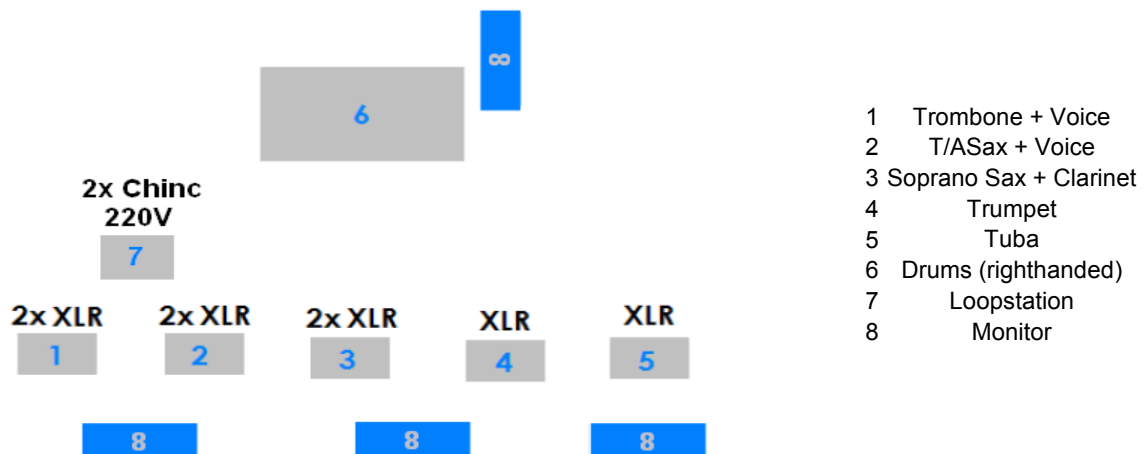 8
6
2x Chinc
220V
7
2x XLR 2x XLR 2x XLR XLR XLR
1 2 3 4 5
8 8 8
1 Trombone + Voice
2 T/ASax + Voice
3 Soprano Sax + Clarinet
4 Trumpet
5 Tuba
6 Drums (righthanded)
7 Loopstation
8 Monitor